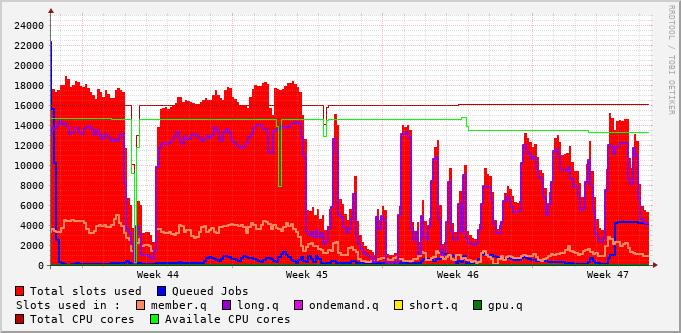 24000
22000
20000
18000
16000
14000
12000
10000
8000
6000
4000
2000
0
Week 44 Week 45 Week 46 Week 47
RRDTOOL / TOBI OETIKER
Total slots used Queued Jobs
Slots used in : member.q long.q ondemand.q short.q gpu.q
Total CPU cores Availale CPU cores